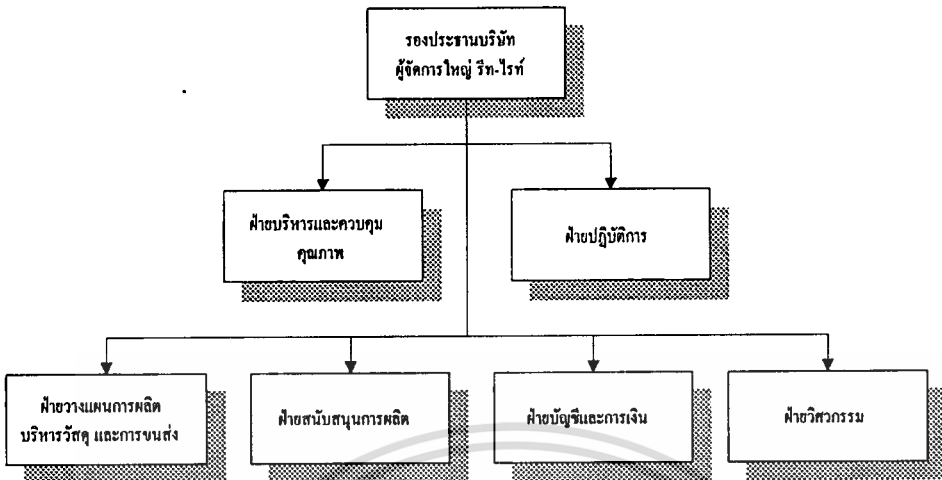 รองประธานบริษัท
ผู้จัดการใหญ่ รีท-ไรท์
ฝ่ายบริหารและควบคุม
คุณภาพ
ฝ่ายปฏิบัติการ
ฝ่ายวางแผนการผลิต
บริหารวัสดุ และการขนส่ง
ฝ่ายสนับสนุนการผลิต
ฝ่ายบัญชีและการเงิน
ฝ่ายวิศวกรรม